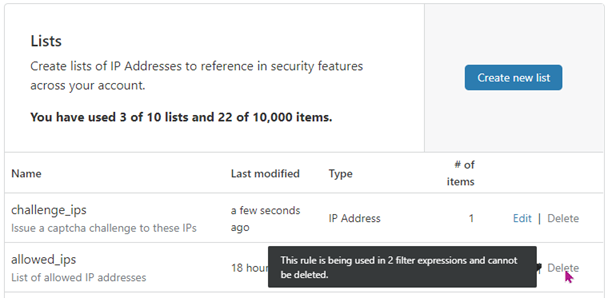 Lists
Create lists of IP Addresses to reference in security features
across your account.
You have used 3 of 10 lists and 22 of 10,000 items.
Create new list
Name
Last modified
Type
# of
items
challenge_ips
Issue a captcha challenge to these IPs
a few seconds
ago
IP Address
1
Edit | Delete
allowed_ips
List of allowed IP addresses
18 hour
This rule is being used in 2 filter expressions and cannot
be deleted.
Delete